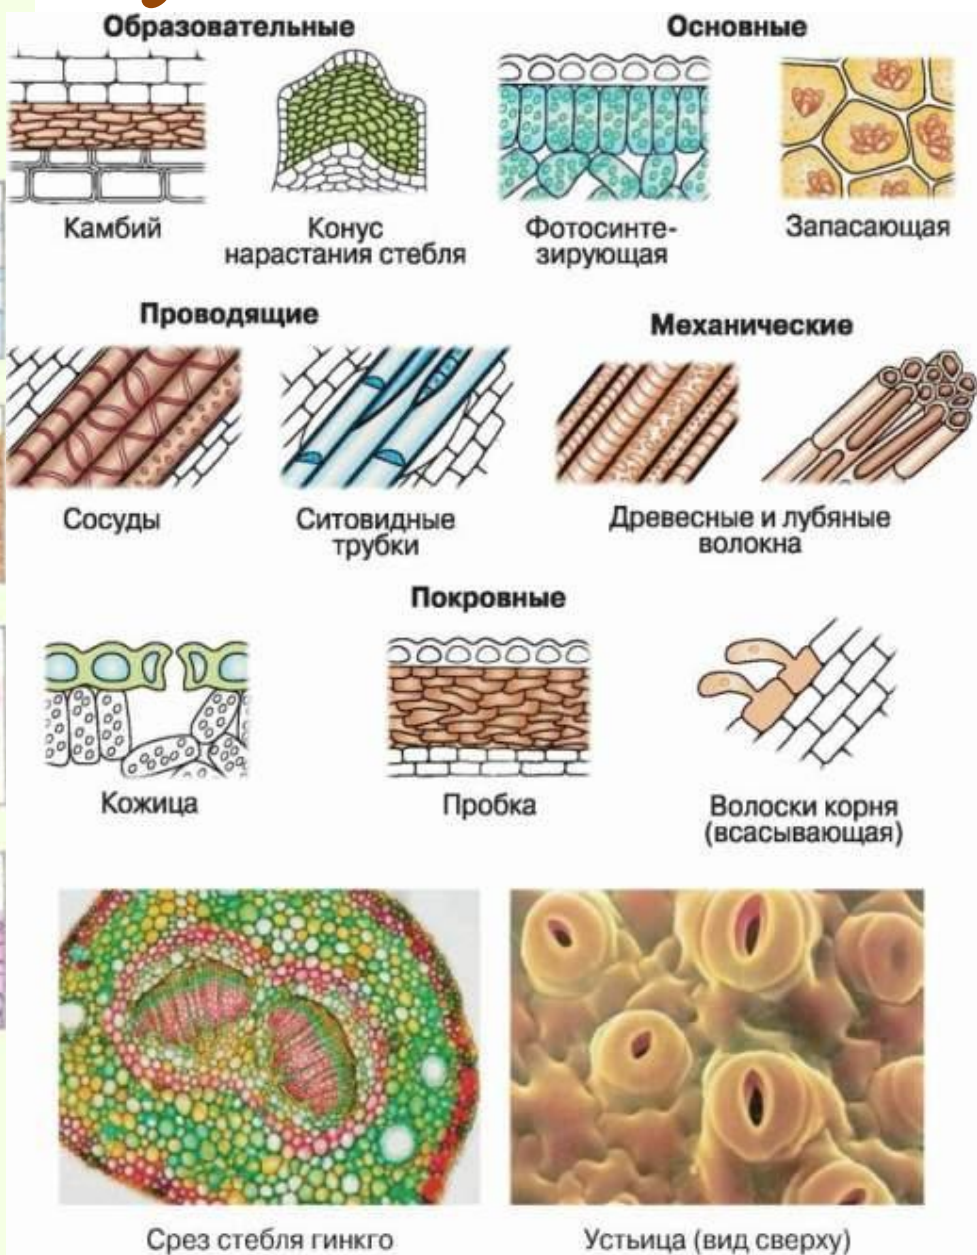 Образовательные
Основные
Камбий
Конус
нарастания стебля
Фотосинте-
зирующая
Запасающая
Проводящие
Механические
Сосуды
Ситовидные
трубки
Древесные и лубяные
волокна
Покровные
Кожица
Пробка
Волоски корня
(всасывающая)
Срез стебля гинкго
Устьица (вид сверху)